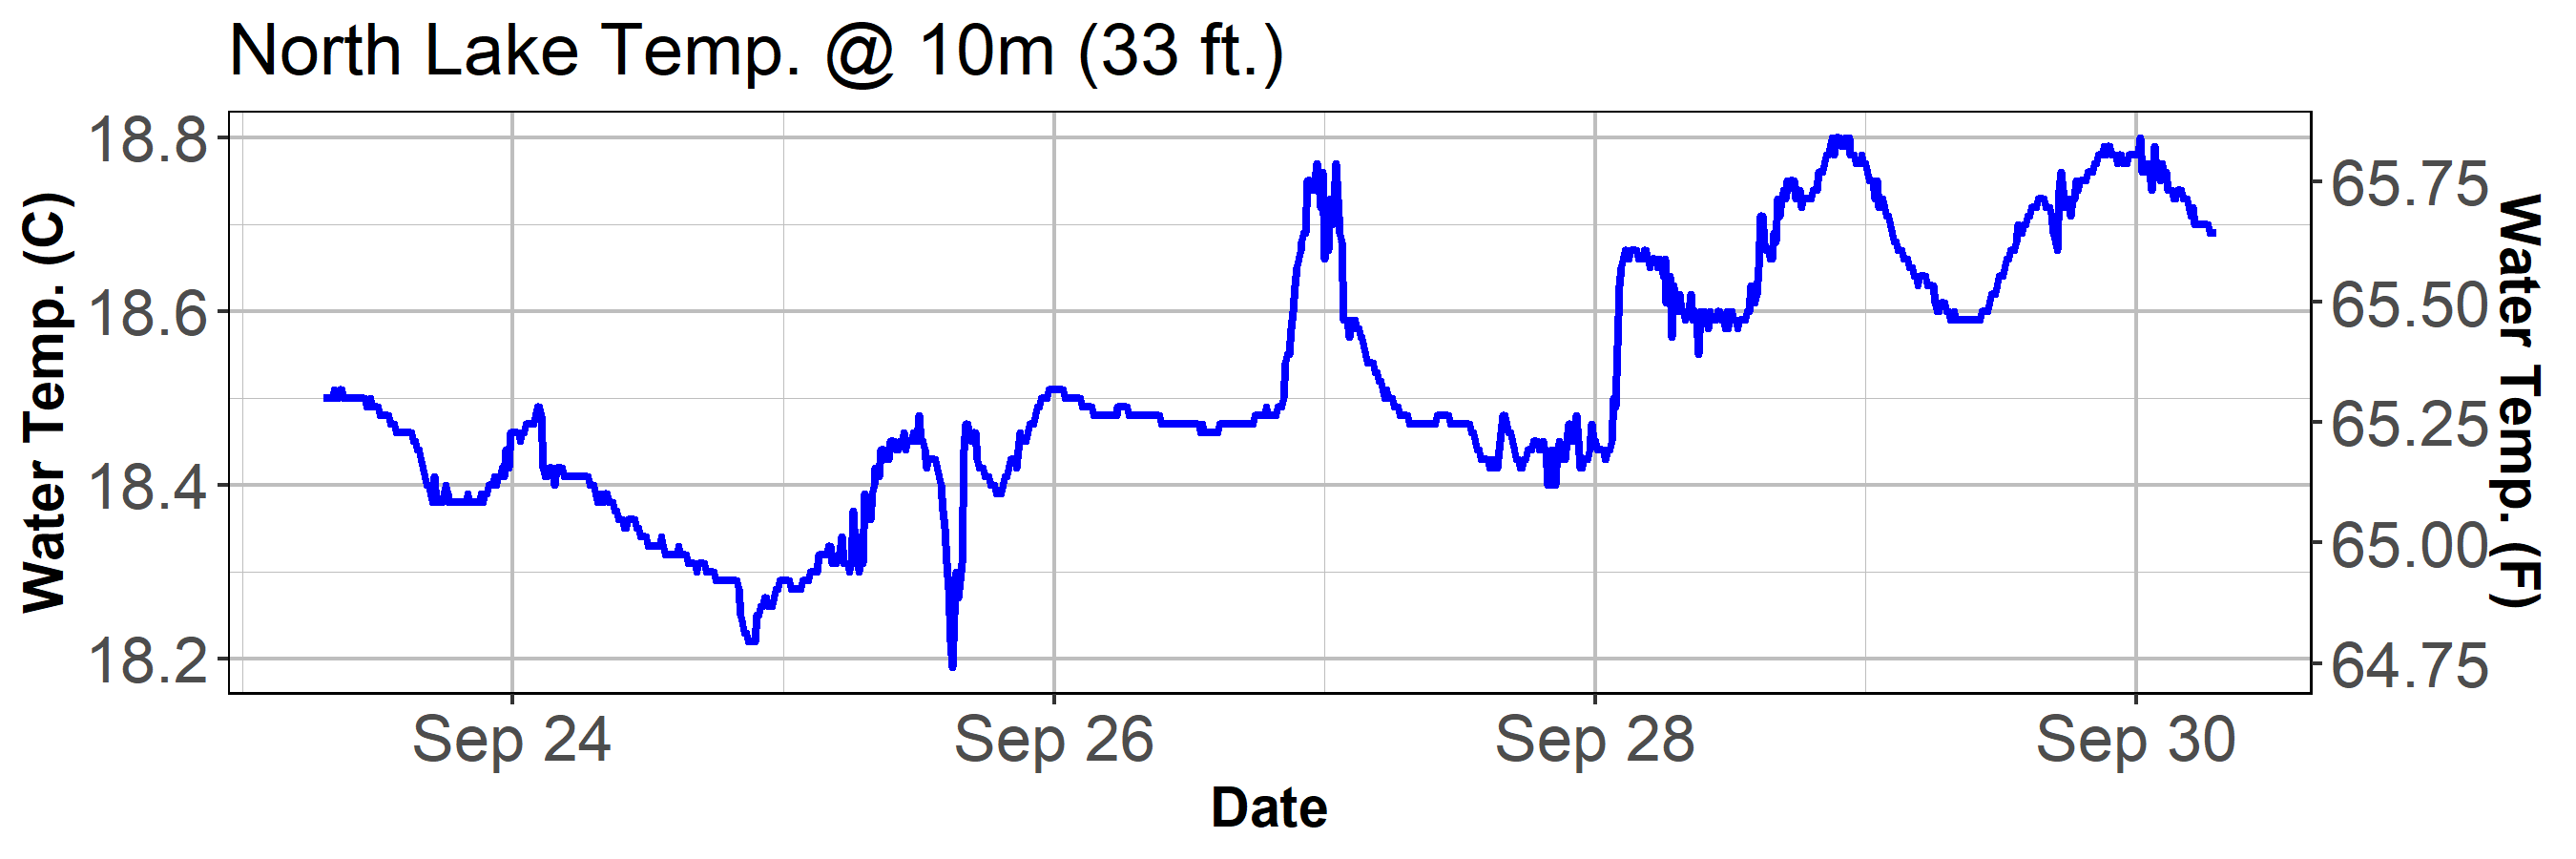 North Lake Temp. @ 10m (33 ft.)
Water Temp. (C)
18.8
18.6
18.4
18.2
65.75
65.50
65.25
65.00
64.75
Water Temp. (F)
Sep 24
Sep 26
Sep 28
Sep 30
Date